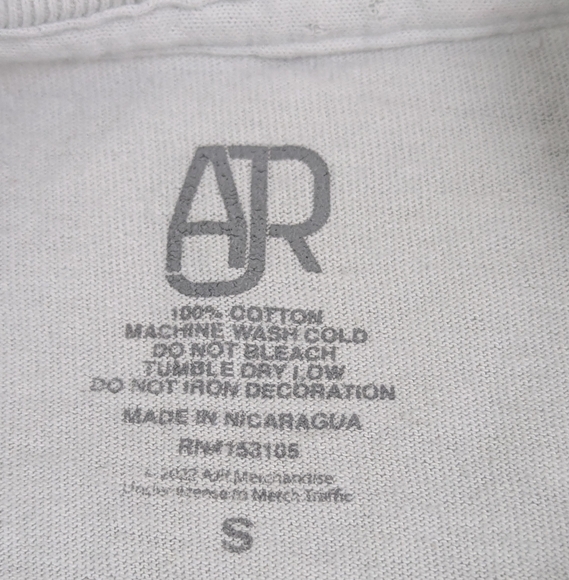 AJR
100% COTTON
MACHINE WASH COLD
DO NOT BLEACH
TUMBLE DRY LOW
DO NOT IRON DECORATION
MADE IN NICARAGUA
RN#153105
© 2022 AJR Merchandise
Under license to Merch Traffic
S